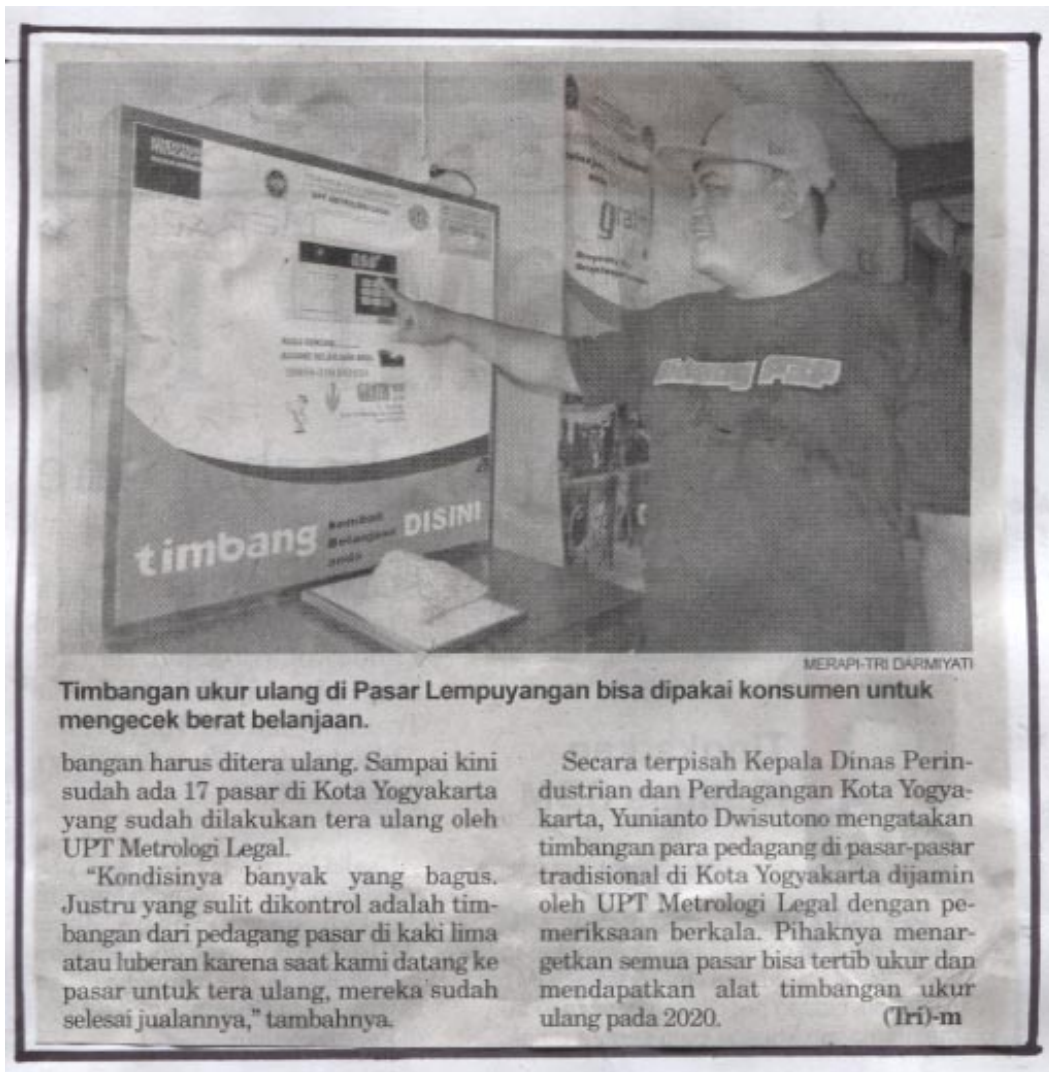 timbang
kembali
Belanjaan
anda
DISINI
MERAPI-TRI DARMIYATI
Timbangan ukur ulang di Pasar Lempuyangan bisa dipakai konsumen untuk
mengecek berat belanjaan.
bangan harus ditera ulang. Sampai kini
sudah ada 17 pasar di Kota Yogyakarta
yang sudah dilakukan tera ulang oleh
UPT Metrologi Legal.
“Kondisinya banyak yang bagus.
Justru yang sulit dikontrol adalah tim-
bangan dari pedagang pasar di kaki lima
atau luberan karena saat kami datang ke
pasar untuk tera ulang, mereka sudah
selesai jualannya,” tambahnya.
Secara terpisah Kepala Dinas Perin-
dustrian dan Perdagangan Kota Yogya-
karta, Yunianto Dwisutono mengatakan
timbangan para pedagang di pasar-pasar
tradisional di Kota Yogyakarta dijamin
oleh UPT Metrologi Legal dengan pe-
meriksaan berkala. Pihaknya menar-
getkan semua pasar bisa tertib ukur dan
mendapatkan alat timbangan ukur
ulang pada 2020. (Tri)-m